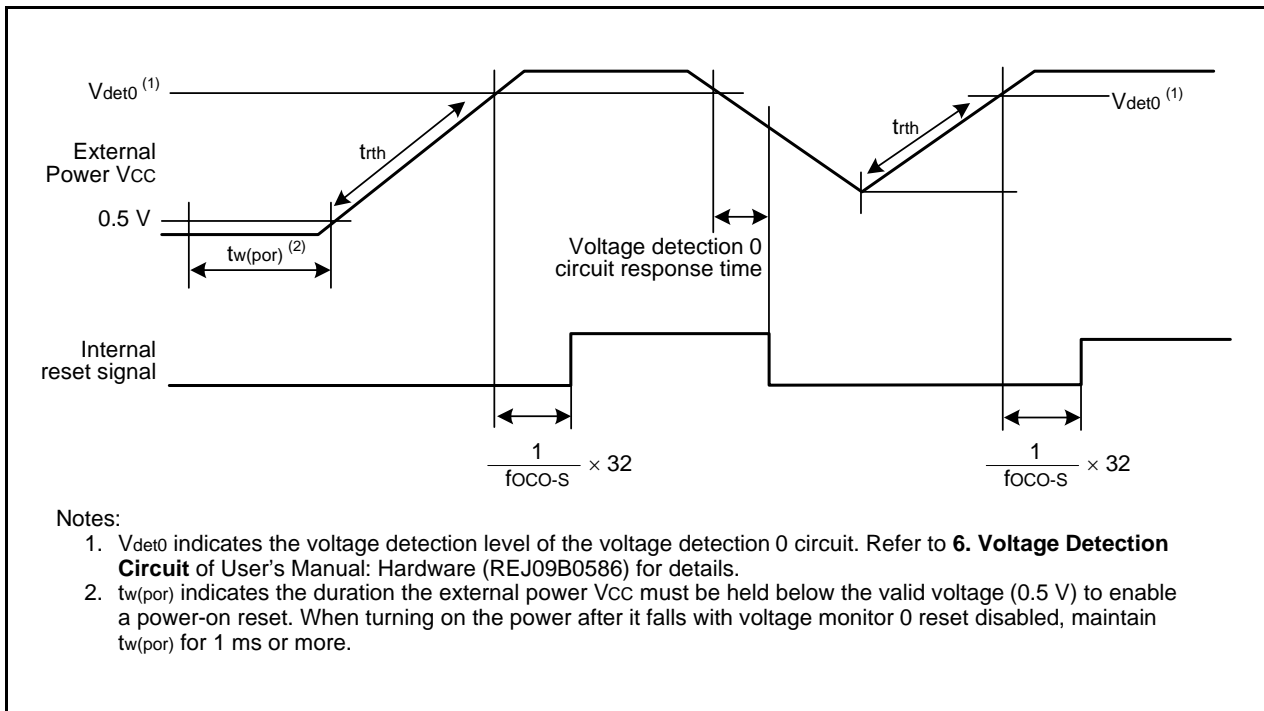 Vdet0 (1)
trth
External
Power VCC
0.5 V
tw(por) (2)
Voltage detection 0
circuit response time
trth
Vdet0 (1)
Internal
reset signal
1
fOCO-S
× 32
1
fOCO-S
× 32
Notes:
1. Vdet0 indicates the voltage detection level of the voltage detection 0 circuit. Refer to 6. Voltage Detection
Circuit of User's Manual: Hardware (REJ09B0586) for details.
2. tw(por) indicates the duration the external power VCC must be held below the valid voltage (0.5 V) to enable
a power-on reset. When turning on the power after it falls with voltage monitor 0 reset disabled, maintain
tw(por) for 1 ms or more.